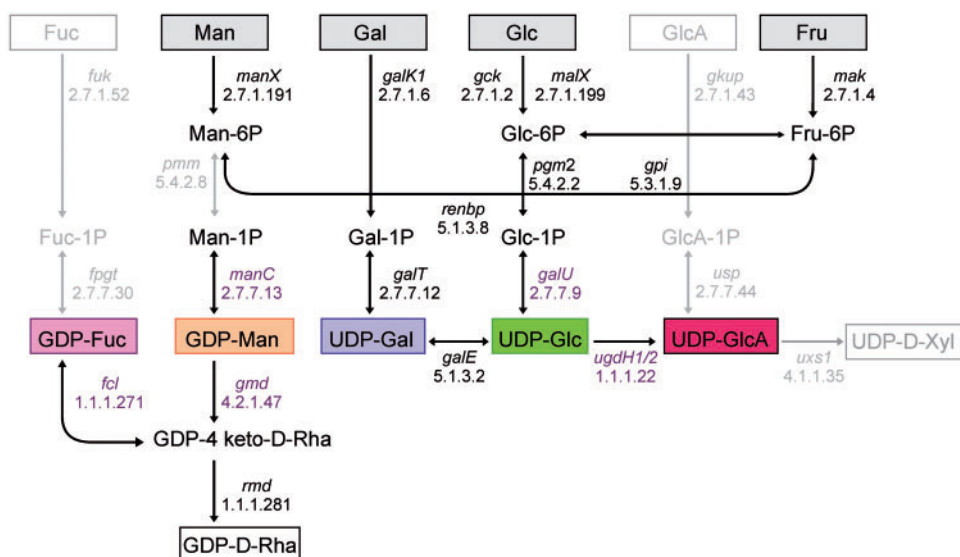 Fuc Man Gal Glc GlcA Fru
fuk manX galK1 gck malX gkup mak
2.7.1.52 2.7.1.191 2.7.1.6 2.7.1.2 2.7.1.199 2.7.1.43 2.7.1.4
Man-6P Glc-6P Fru-6P
pmm pgm2 gpi
5.4.2.8 5.4.2.2 5.3.1.9
renbp
5.1.3.8
Fuc-1P Man-1P Gal-1P Glc-1P GlcA-1P
fpgt manC galT galU usp
2.7.7.30 2.7.7.13 2.7.7.12 2.7.7.9 2.7.7.44
GDP-Fuc GDP-Man UDP-Gal UDP-Glc UDP-GlcA UDP-D-Xyl
galE ugdH1/2 uxs1
5.1.3.2 1.1.1.22 4.1.1.35
fcl gmd
1.1.1.271 4.2.1.47
GDP-4 keto-D-Rha
rmd
1.1.1.281
GDP-D-Rha